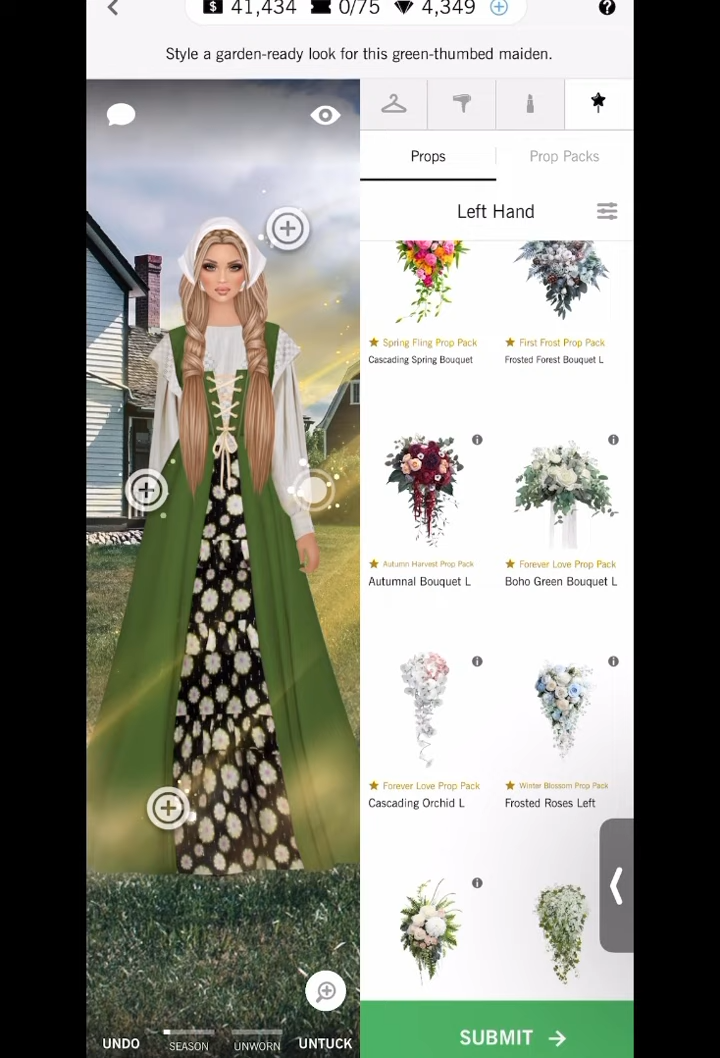 $ 41,434 0/75 4,349
?
Style a garden-ready look for this green-thumbed maiden.
Props
Prop Packs
Left Hand
Spring Fling Prop Pack
Cascading Spring Bouquet
First Frost Prop Pack
Frosted Forest Bouquet L
Autumn Harvest Prop Pack
Autumnal Bouquet L
Forever Love Prop Pack
Boho Green Bouquet L
Forever Love Prop Pack
Cascading Orchid L
Winter Blossom Prop Pack
Frosted Roses Left
UNDO
SEASON
UNWORN
UNTUCK
SUBMIT